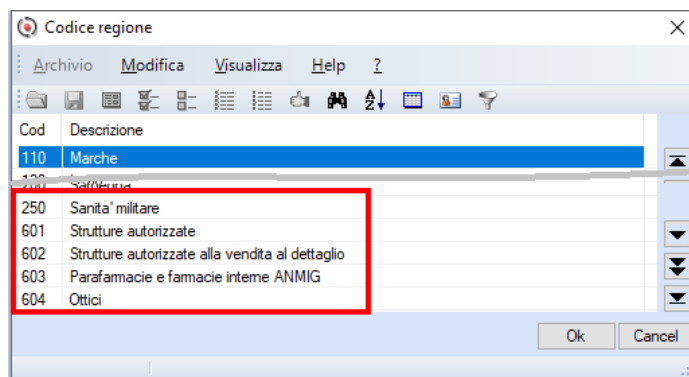 Codice regione
Archivio Modifica Visualizza Help ?
Cod Descrizione
110 Marche
250 Sanita' militare
601 Strutture autorizzate
602 Strutture autorizzate alla vendita al dettaglio
603 Parafarmacie e farmacie interne ANMIG
604 Ottici
Ok Cancel